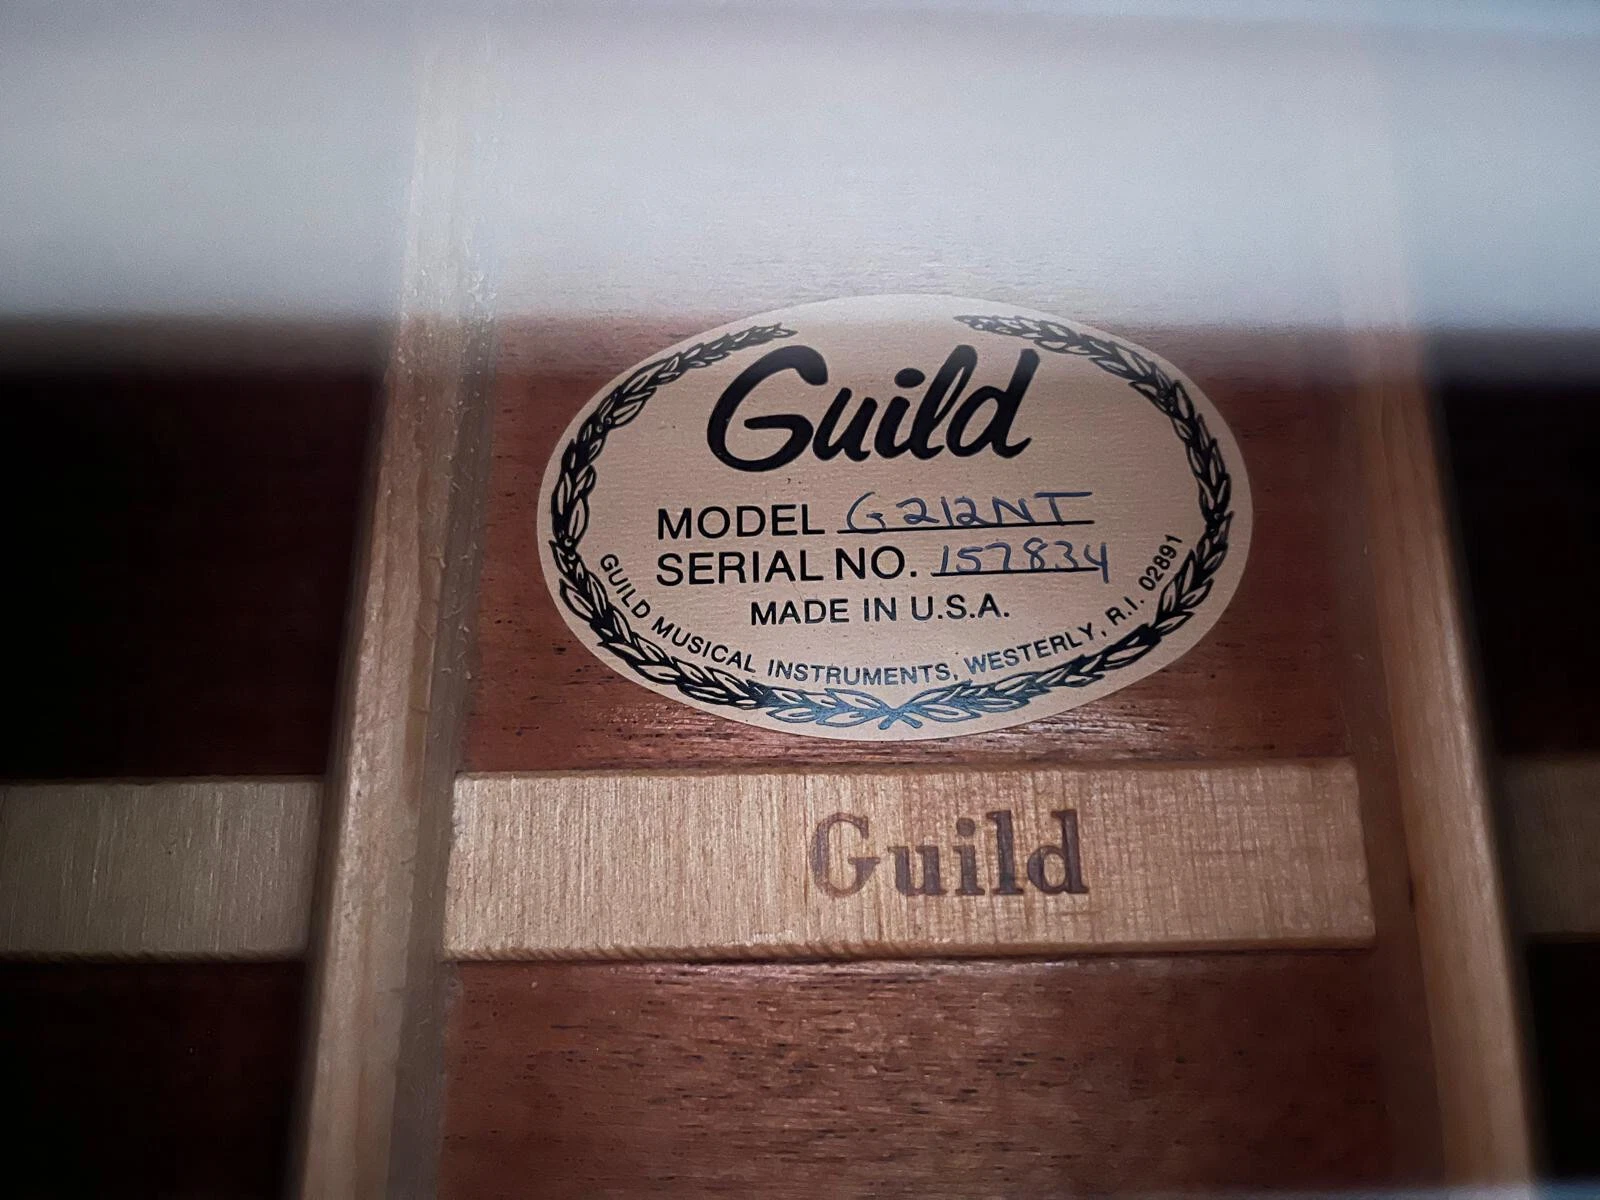 Guild
MODEL G212NT
SERIAL NO. 157834
MADE IN U.S.A.
GUILD MUSICAL INSTRUMENTS, WESTERLY, R.I. 02891
Guild